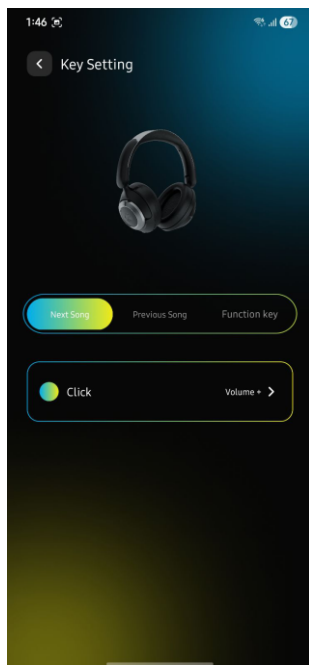 1:46
67
Key Setting
Next Song Previous Song Function key
Click Volume +